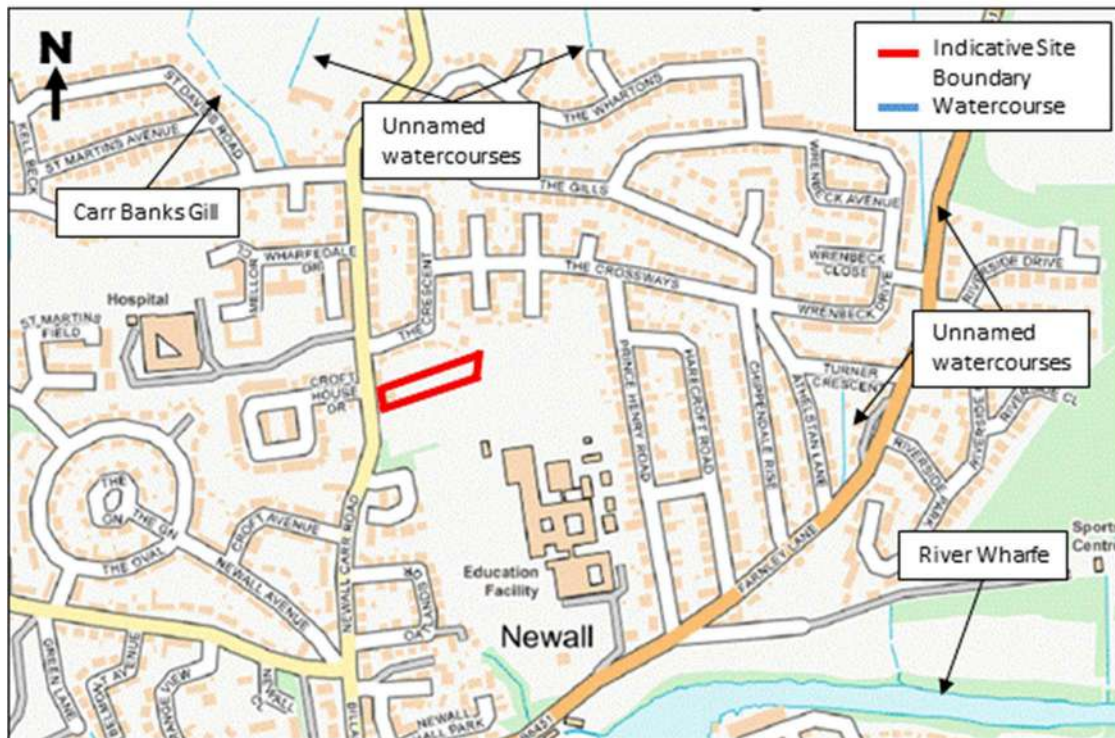 N
Indicative Site
Boundary
Watercourse
Unnamed
watercourses
Carr Banks Gill
Unnamed
watercourses
River Wharfe
KELL BECK
ST DAVIDS ROAD
ST MARTINS AVENUE
THE WHARTONS
THE GILLS
WRENBECK AVENUE
WRENBECK
CLOSE
WRENBECK DRIVE
RIVERSIDE DRIVE
WHARFEDALE
MELLOR
THE CRESCENT
THE CROSSWAYS
Hospital
ST MARTINS
FIELD
CROFT
HOUSE
DR
PRINCE HENRY ROAD
HARECROFT ROAD
CHIPPENDALE RISE
ATHELSTAN LANE
TURNER
CRESCENT
RIVERSIDE
PARK
THE
THE OVAL
CROFT AVENUE
NEWALL AVENUE
NEWALL CARR ROAD
FARNLEY LANE
Education
Facility
Newall
Sports
Centre
GREEN LANE
NEWALL